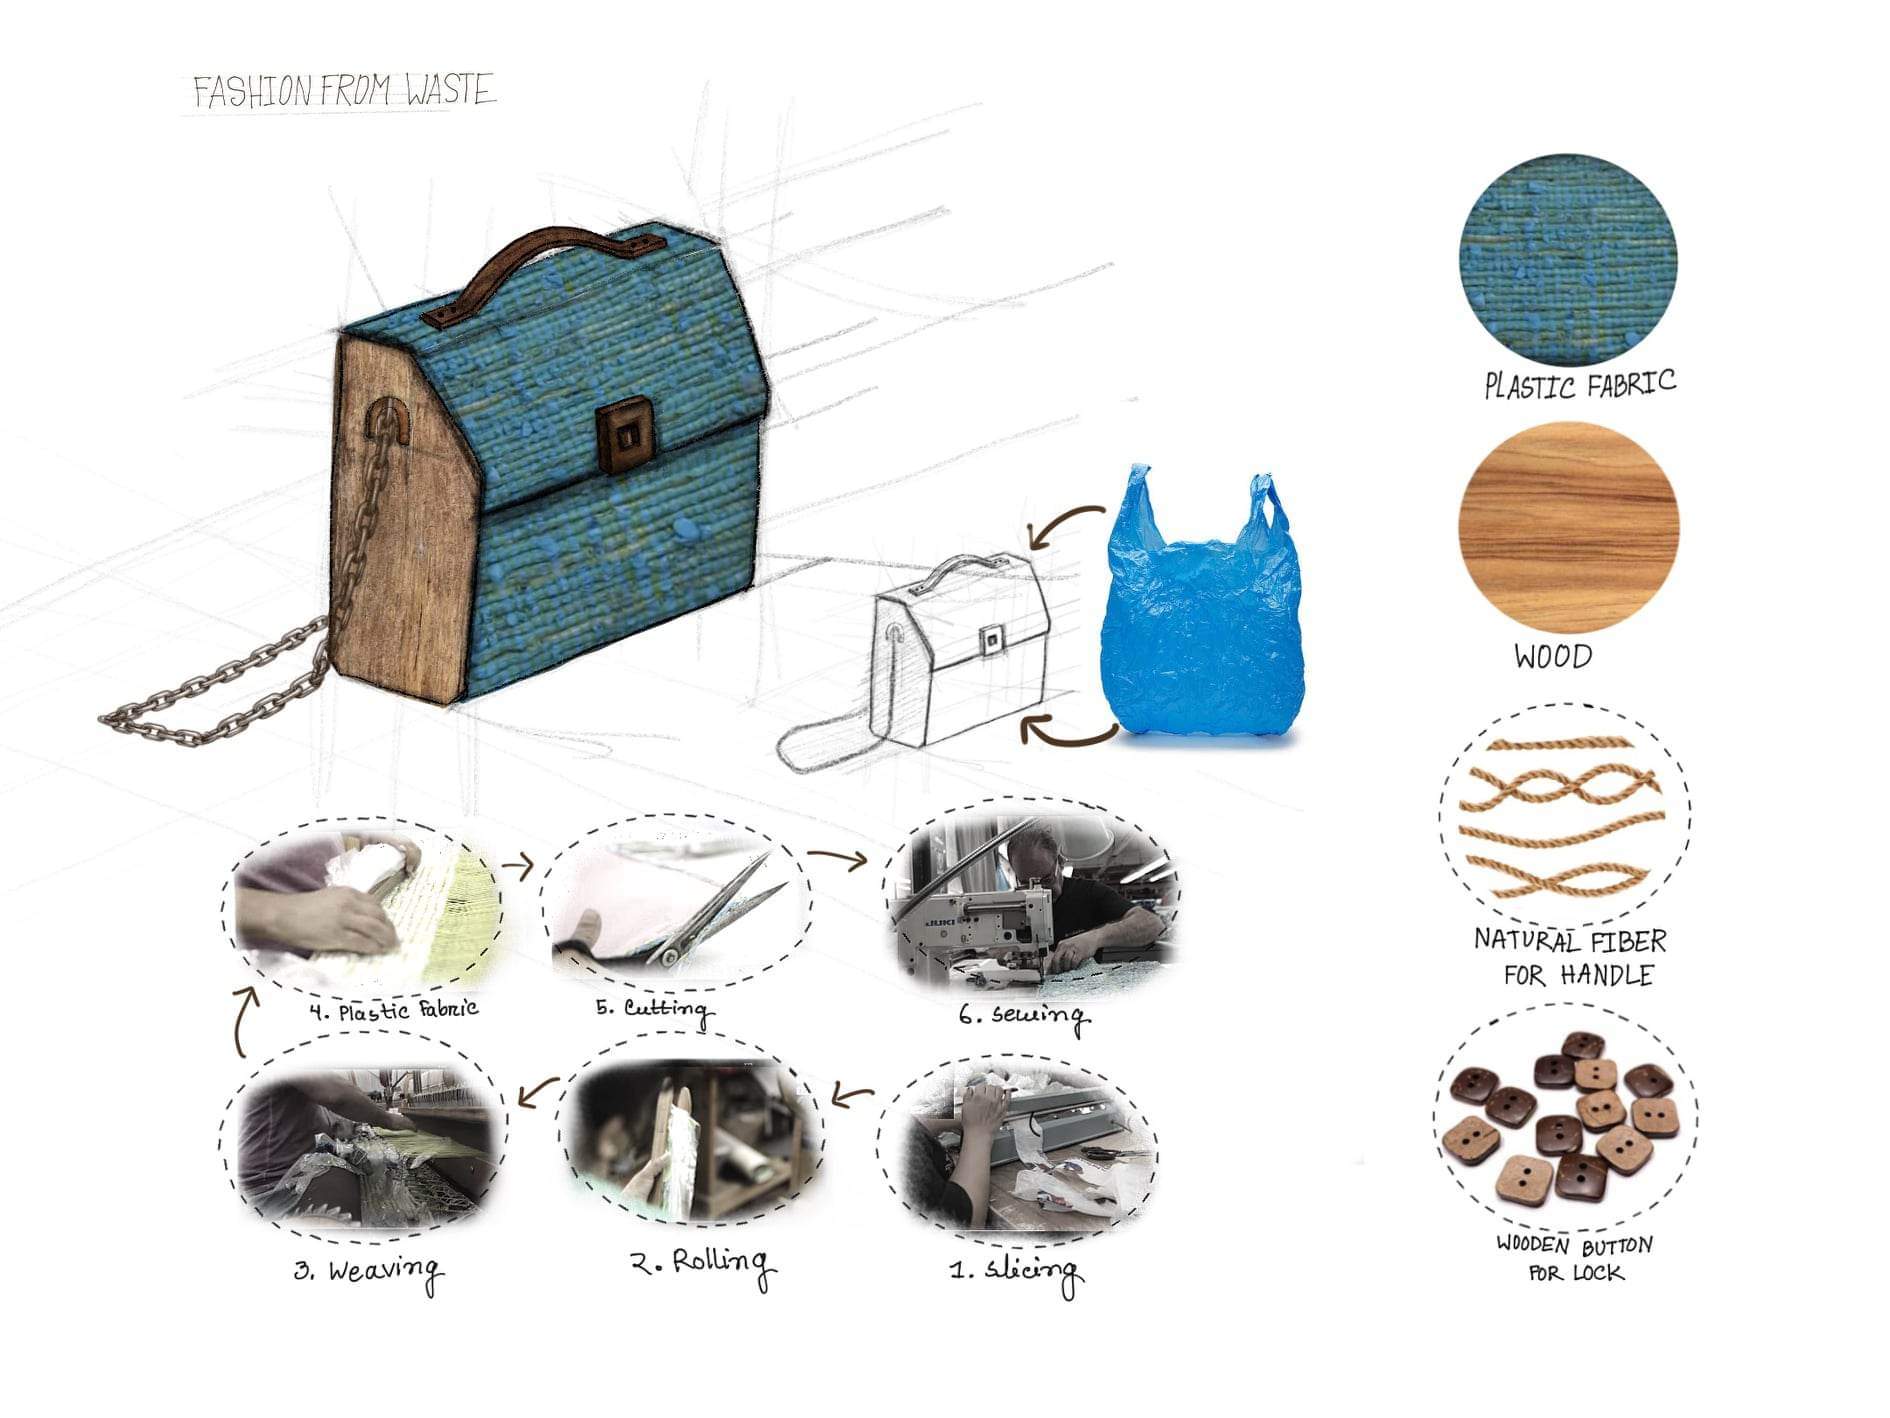 FASHION FROM WASTE
PLASTIC FABRIC
WOOD
NATURAL FIBER
FOR HANDLE
WOODEN BUTTON
FOR LOCK
4. Plastic Fabric
5. Cutting
6. Sewing
JUKI
3. Weaving
2. Rolling
1. Slicing